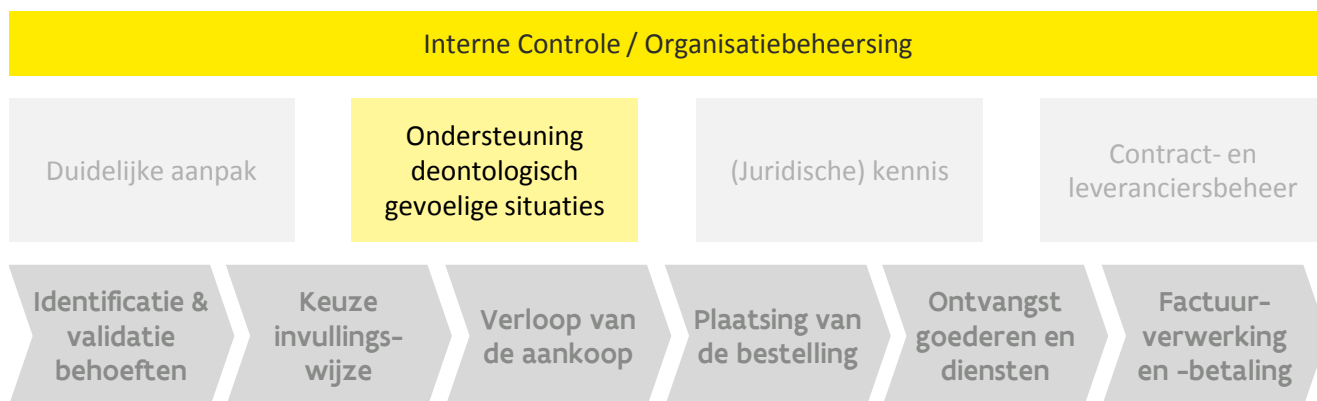 Interne Controle / Organisatiebeheersing
Duidelijke aanpak
Ondersteuning
deontologisch
gevoelige situaties
(Juridische) kennis
Contract- en
leveranciersbeheer
Identificatie &
validatie
behoeften
Keuze
invullings-
wijze
Verloop van
de aankoop
Plaatsing van
de bestelling
Ontvangst
goederen en
diensten
Factuur-
verwerking
en -betaling